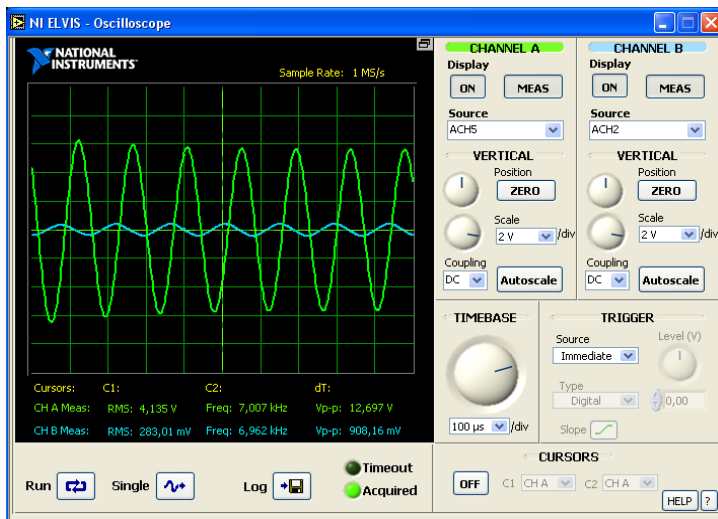 NI ELVIS - Oscilloscope
NATIONAL
INSTRUMENTS
Sample Rate: 1 MS/s
Cursors: C1: C2: dT:
CH A Meas: RMS: 4,135 V Freq: 7,007 kHz Vp-p: 12,697 V
CH B Meas: RMS: 283,01 mV Freq: 6,962 kHz Vp-p: 908,16 mV
Run Single Log
Timeout
Acquired
CHANNEL A
Display
ON MEAS
Source
ACH5
VERTICAL
Position
ZERO
Scale
2 V /div
Coupling
DC Autoscale
CHANNEL B
Display
ON MEAS
Source
ACH2
VERTICAL
Position
ZERO
Scale
2 V /div
Coupling
DC Autoscale
TIMEBASE
100 µs /div
TRIGGER
Source
Immediate
Level (V)
Type
Digital
0,00
Slope
CURSORS
OFF C1 CH A C2 CH A
HELP ?